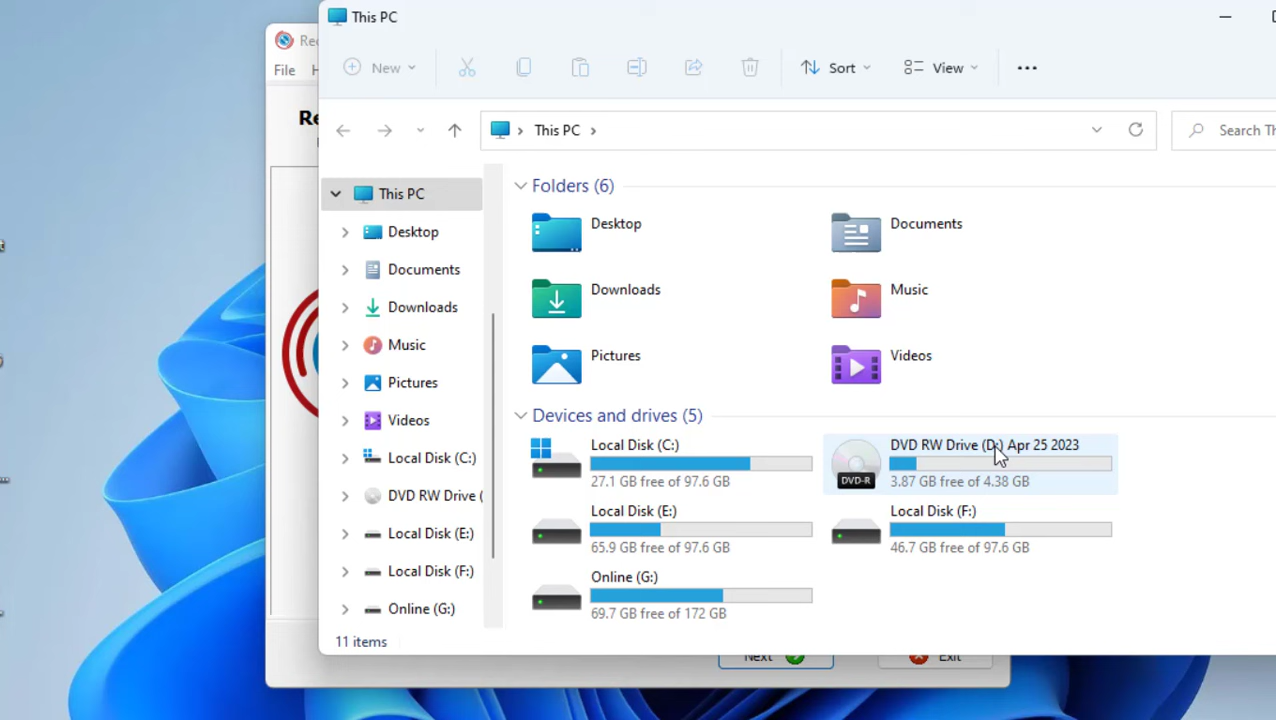 This PC
Rec
File H
New Sort View
This PC Search Th
Re
This PC
Desktop
Documents
Downloads
Music
Pictures
Videos
Local Disk (C:)
DVD RW Drive (
Local Disk (E:)
Local Disk (F:)
Online (G:)
Folders (6)
Desktop
Documents
Downloads
Music
Pictures
Videos
Devices and drives (5)
Local Disk (C:)
27.1 GB free of 97.6 GB
DVD-R
DVD RW Drive (D:) Apr 25 2023
3.87 GB free of 4.38 GB
Local Disk (E:)
65.9 GB free of 97.6 GB
Local Disk (F:)
46.7 GB free of 97.6 GB
Online (G:)
69.7 GB free of 172 GB
11 items
Next Exit